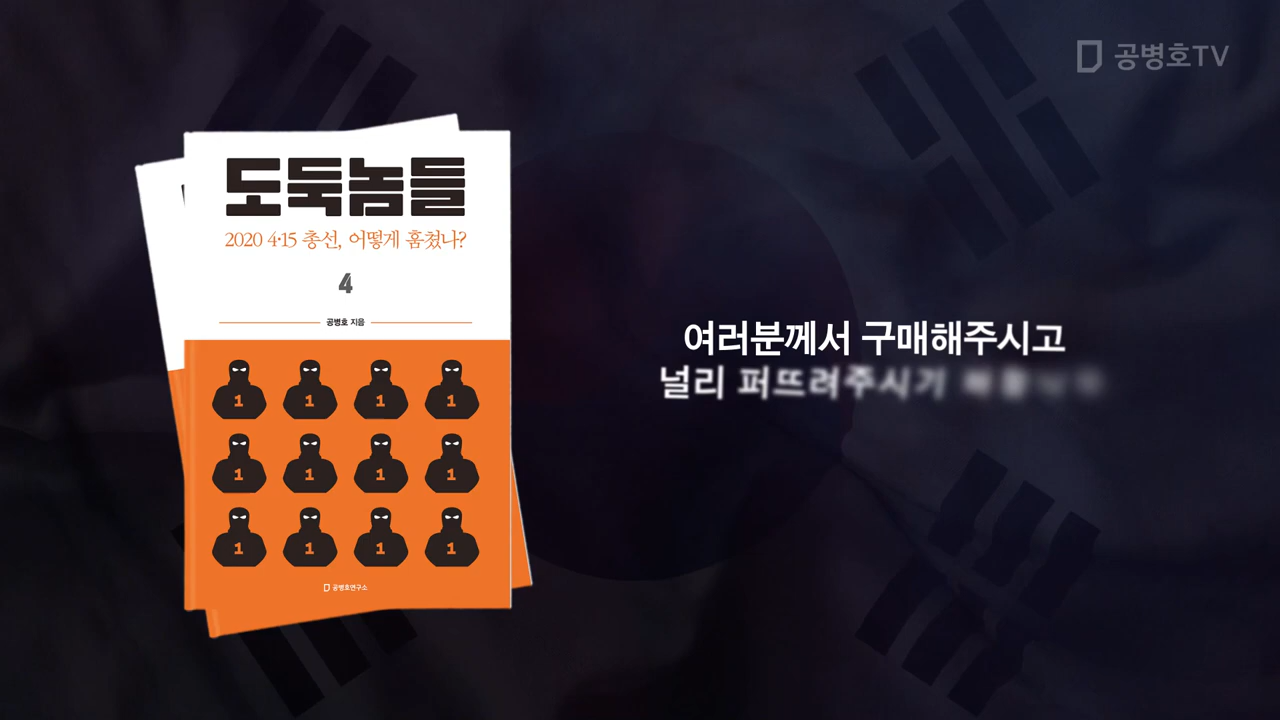 공병호TV
도둑놈들
2020 4·15 총선, 어떻게 훔쳤나?
4
공병호 지음
1 1 1 1
1 1 1 1
1 1 1 1
공병호연구소
여러분께서 구매해주시고
널리 퍼뜨려주시기